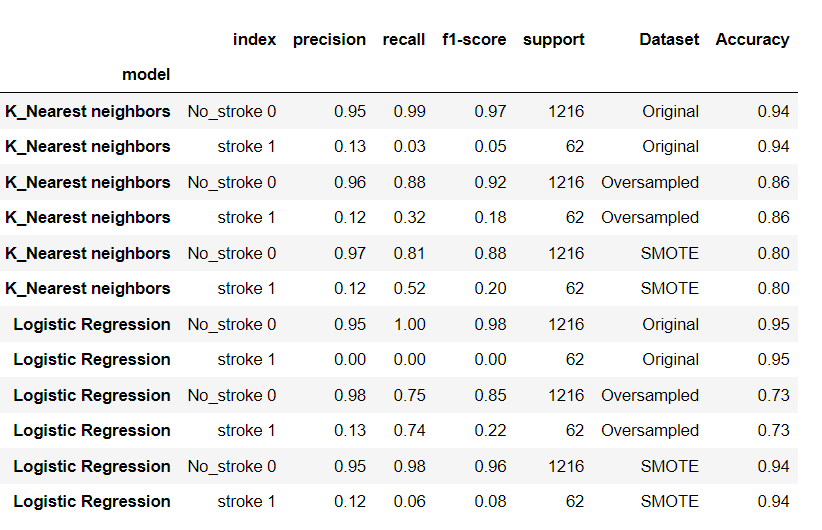 index precision recall f1-score support Dataset Accuracy
model
K_Nearest neighbors No_stroke 0 0.95 0.99 0.97 1216 Original 0.94
K_Nearest neighbors stroke 1 0.13 0.03 0.05 62 Original 0.94
K_Nearest neighbors No_stroke 0 0.96 0.88 0.92 1216 Oversampled 0.86
K_Nearest neighbors stroke 1 0.12 0.32 0.18 62 Oversampled 0.86
K_Nearest neighbors No_stroke 0 0.97 0.81 0.88 1216 SMOTE 0.80
K_Nearest neighbors stroke 1 0.12 0.52 0.20 62 SMOTE 0.80
Logistic Regression No_stroke 0 0.95 1.00 0.98 1216 Original 0.95
Logistic Regression stroke 1 0.00 0.00 0.00 62 Original 0.95
Logistic Regression No_stroke 0 0.98 0.75 0.85 1216 Oversampled 0.73
Logistic Regression stroke 1 0.13 0.74 0.22 62 Oversampled 0.73
Logistic Regression No_stroke 0 0.95 0.98 0.96 1216 SMOTE 0.94
Logistic Regression stroke 1 0.12 0.06 0.08 62 SMOTE 0.94